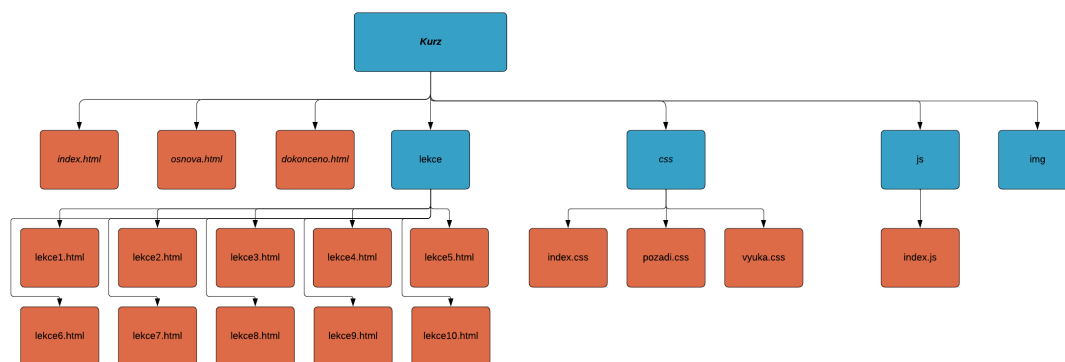 Kurz
index.html
osnova.html
dokonceno.html
lekce
css
js
img
lekce1.html
lekce2.html
lekce3.html
lekce4.html
lekce5.html
index.css
pozadi.css
vyuka.css
index.js
lekce6.html
lekce7.html
lekce8.html
lekce9.html
lekce10.html